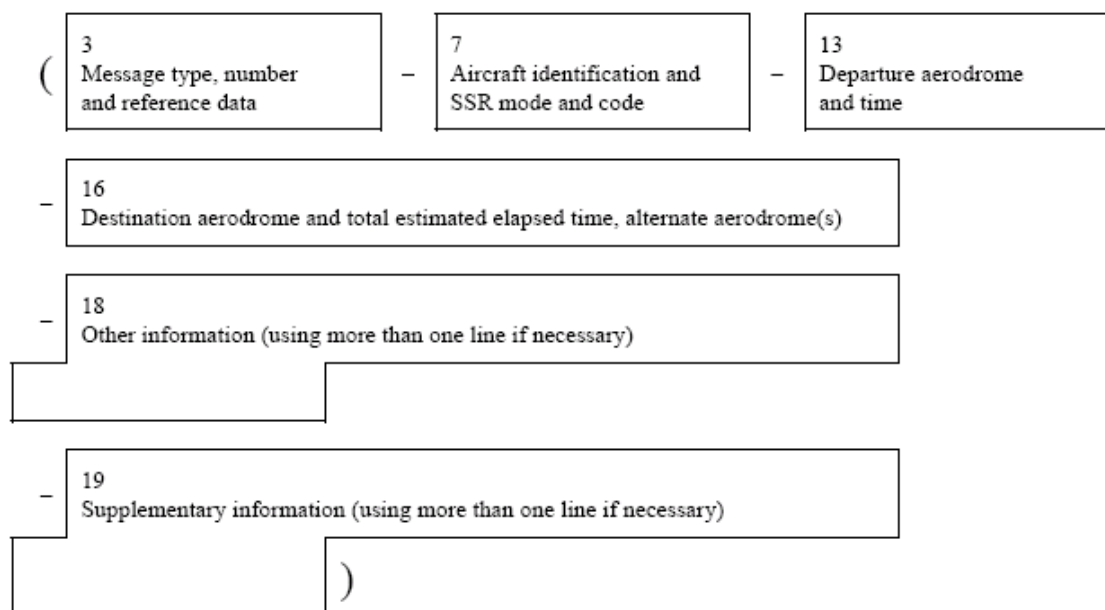 ( 3 – 7 – 13
Message type, number Aircraft identification and Departure aerodrome
and reference data SSR mode and code and time
– 16
Destination aerodrome and total estimated elapsed time, alternate aerodrome(s)
– 18
Other information (using more than one line if necessary)
– 19
Supplementary information (using more than one line if necessary)
)